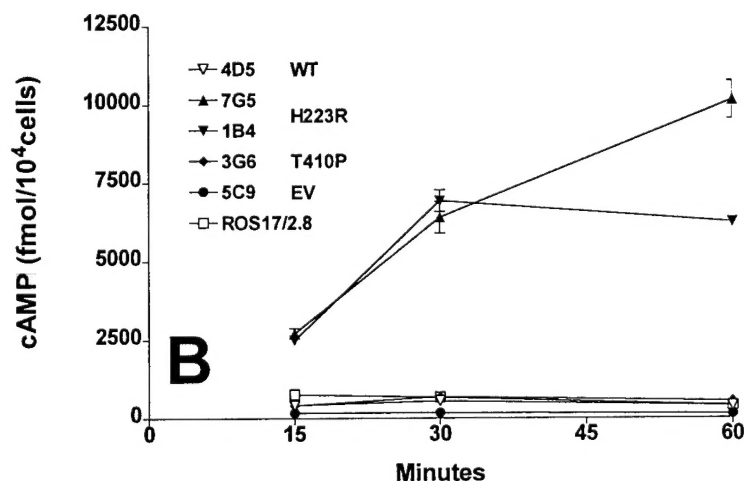 12500
10000
7500
5000
2500
0
cAMP (fmol/10⁴cells)
4D5 WT
7G5
H223R
1B4
3G6 T410P
5C9 EV
ROS17/2.8
B
0 15 30 45 60
Minutes